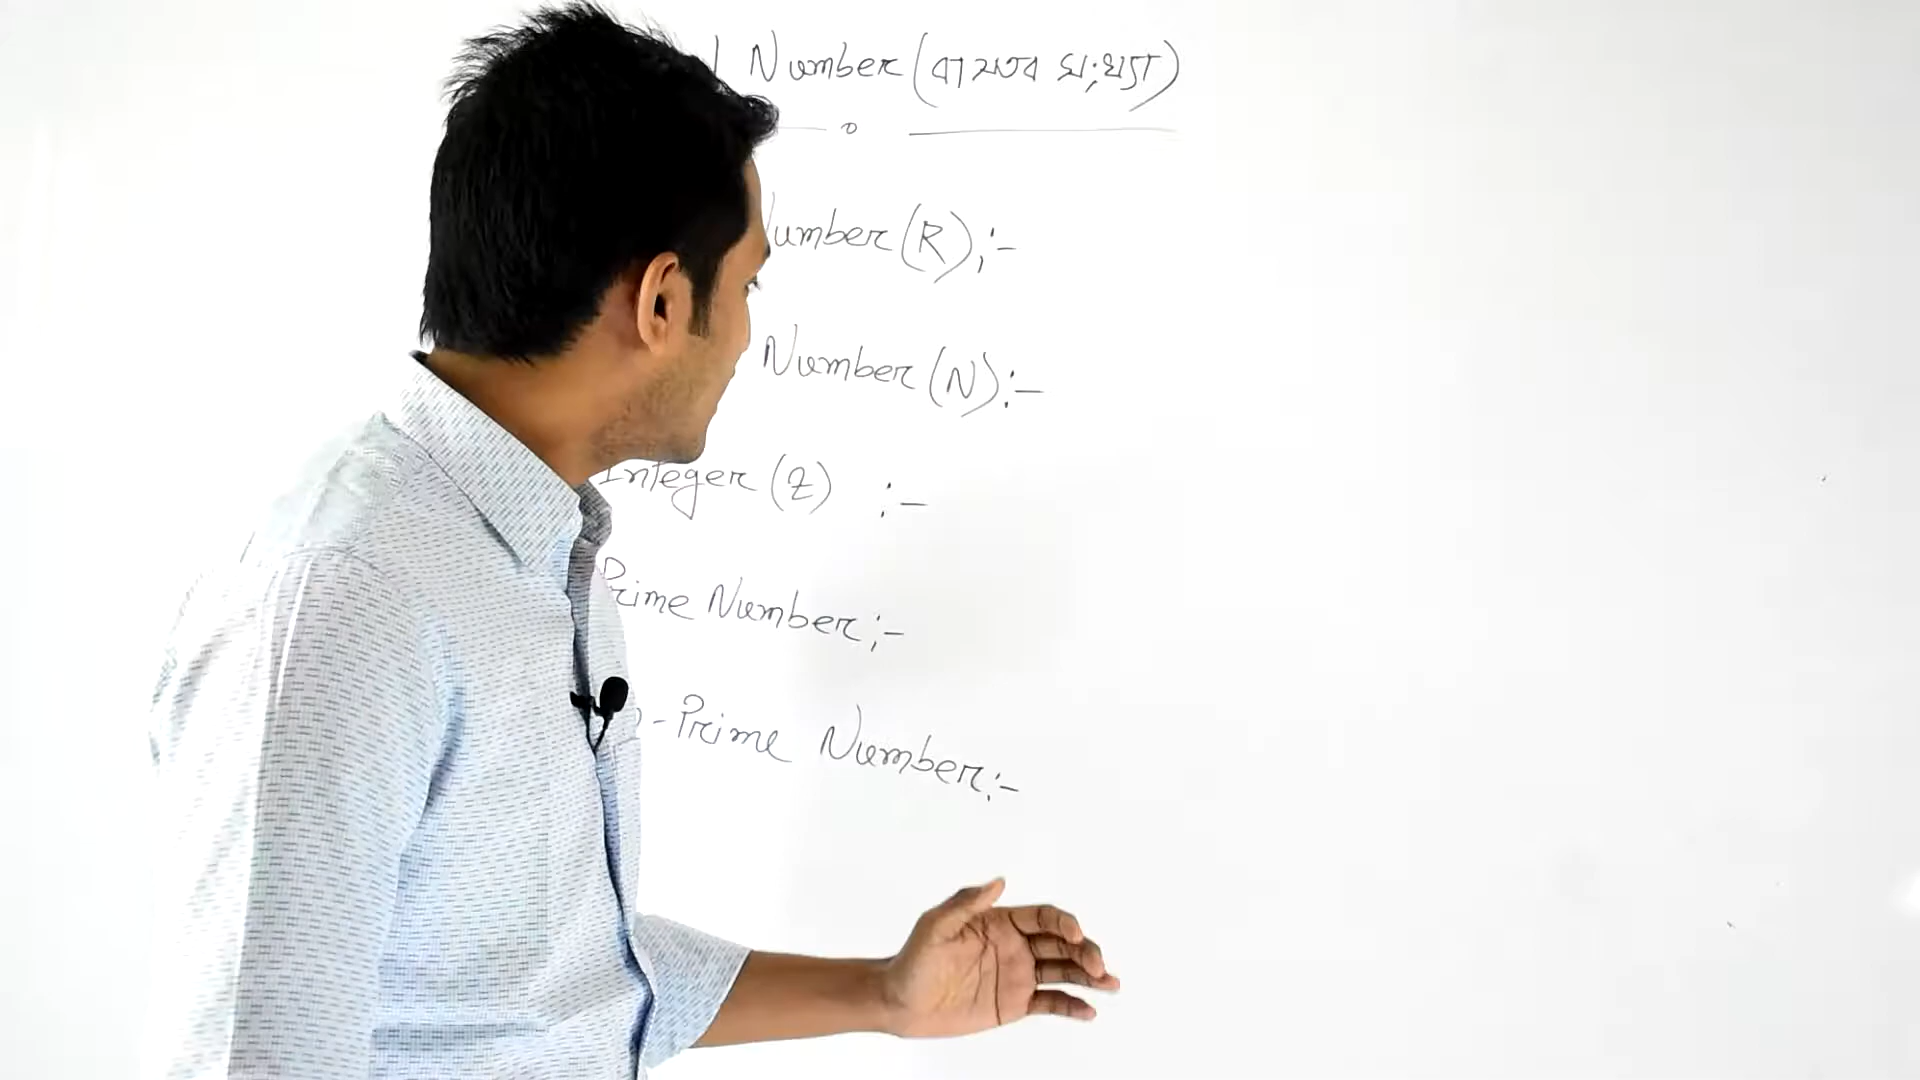 Number (বাস্তব সংখ্যা)
Number (R):-
Number (N):-
Integer (Z) :-
Prime Number:-
-Prime Number:-